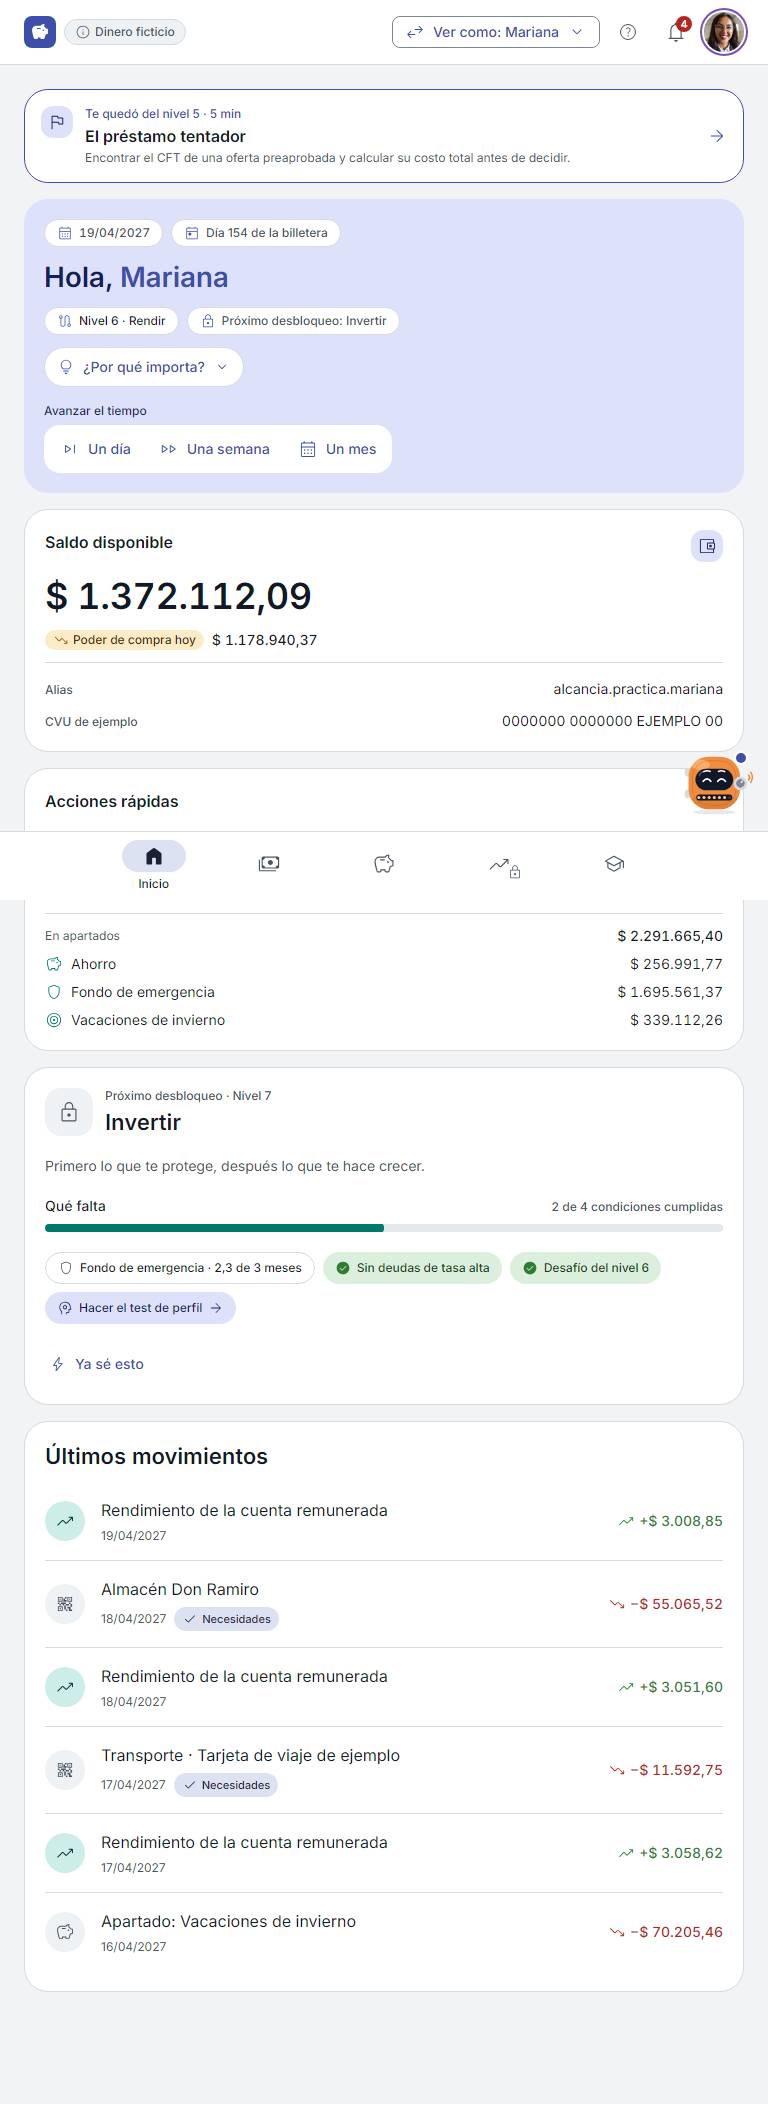 Dinero ficticio
Ver como: Mariana
4
Te quedó del nivel 5 · 5 min
El préstamo tentador
Encontrar el CFT de una oferta preaprobada y calcular su costo total antes de decidir.
19/04/2027
Día 154 de la billetera
Hola, Mariana
Nivel 6 · Rendir
Próximo desbloqueo: Invertir
¿Por qué importa?
Avanzar el tiempo
Un día
Una semana
Un mes
Saldo disponible
$ 1.372.112,09
Poder de compra hoy $ 1.178.940,37
Alias alcancia.practica.mariana
CVU de ejemplo 0000000 0000000 EJEMPLO 00
Acciones rápidas
Inicio
En apartados $ 2.291.665,40
Ahorro $ 256.991,77
Fondo de emergencia $ 1.695.561,37
Vacaciones de invierno $ 339.112,26
Próximo desbloqueo · Nivel 7
Invertir
Primero lo que te protege, después lo que te hace crecer.
Qué falta 2 de 4 condiciones cumplidas
Fondo de emergencia · 2,3 de 3 meses
Sin deudas de tasa alta
Desafío del nivel 6
Hacer el test de perfil
Ya sé esto
Últimos movimientos
Rendimiento de la cuenta remunerada
19/04/2027
+$ 3.008,85
Almacén Don Ramiro
18/04/2027 Necesidades
−$ 55.065,52
Rendimiento de la cuenta remunerada
18/04/2027
+$ 3.051,60
Transporte · Tarjeta de viaje de ejemplo
17/04/2027 Necesidades
−$ 11.592,75
Rendimiento de la cuenta remunerada
17/04/2027
+$ 3.058,62
Apartado: Vacaciones de invierno
16/04/2027
−$ 70.205,46